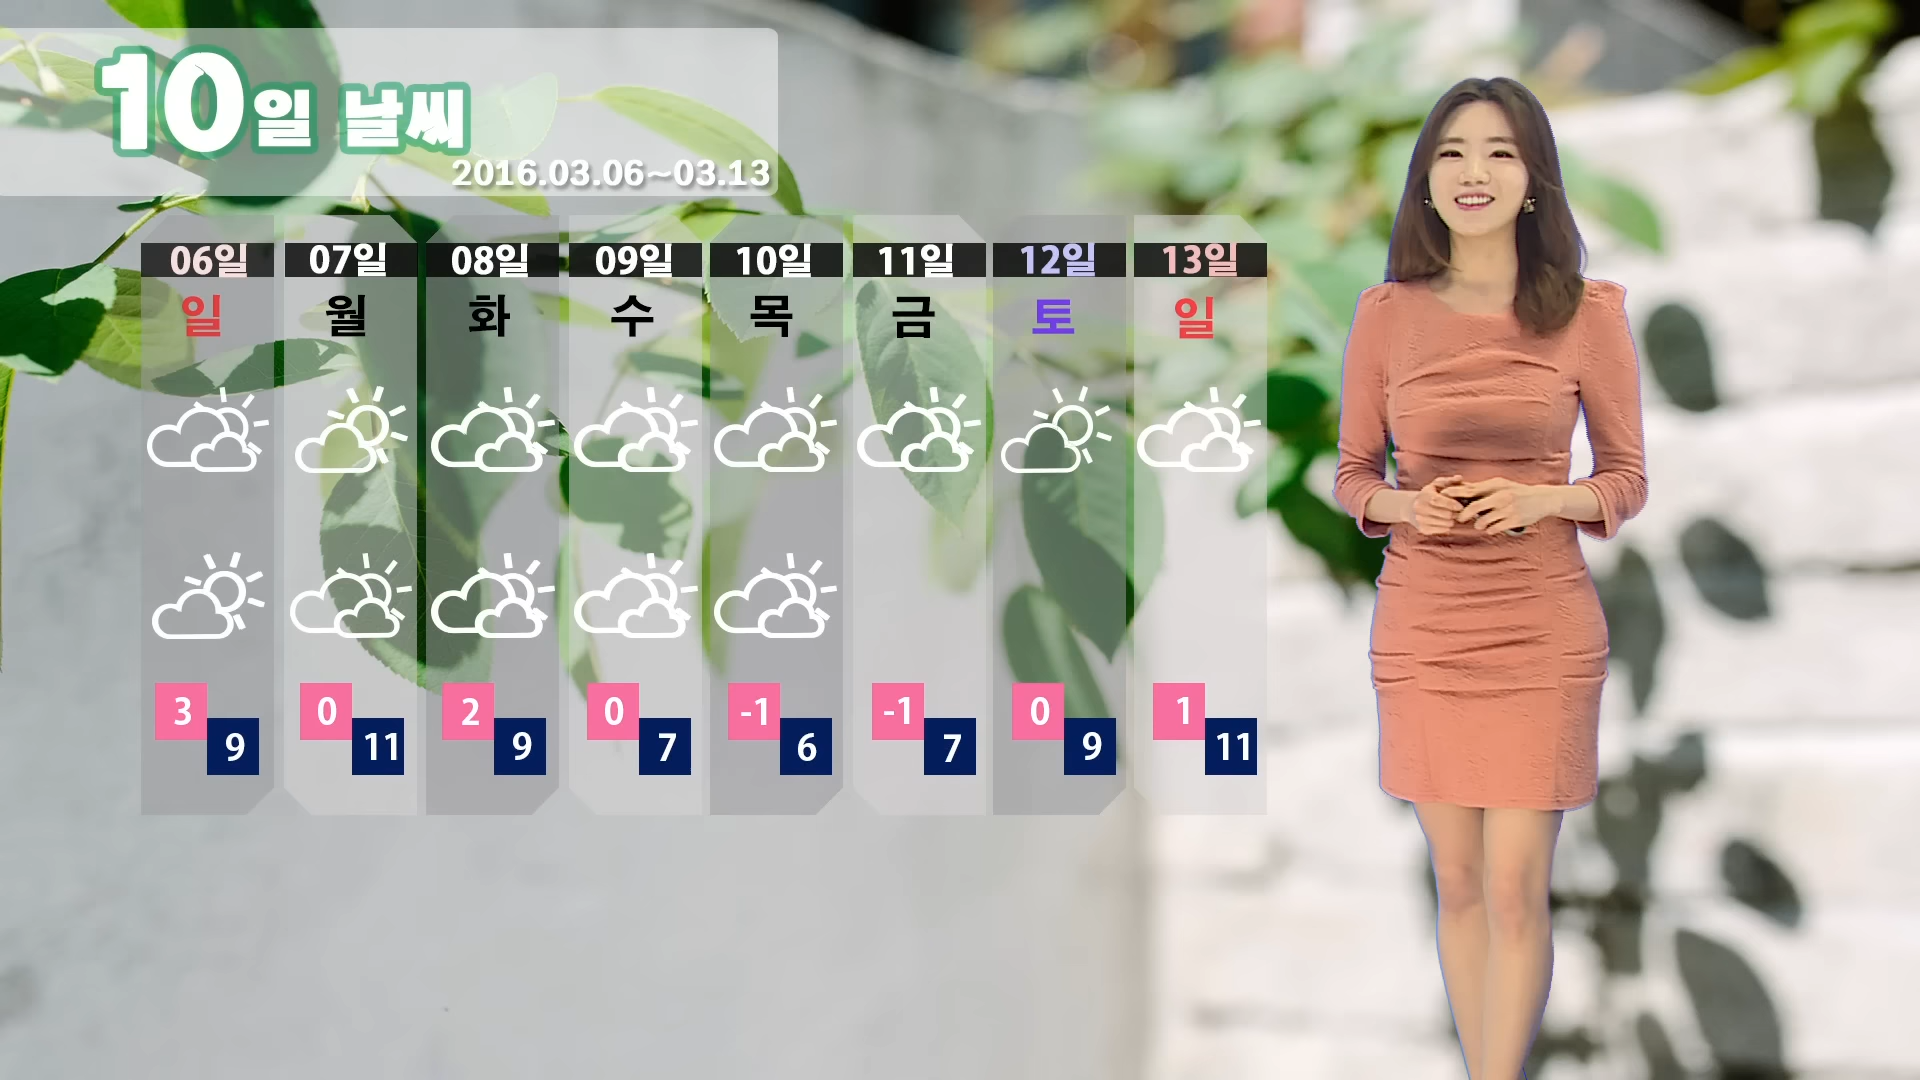 10일 날씨
2016.03.06~03.13
06일 07일 08일 09일 10일 11일 12일 13일
일 월 화 수 목 금 토 일
3 0 2 0 -1 -1 0 1
9 11 9 7 6 7 9 11